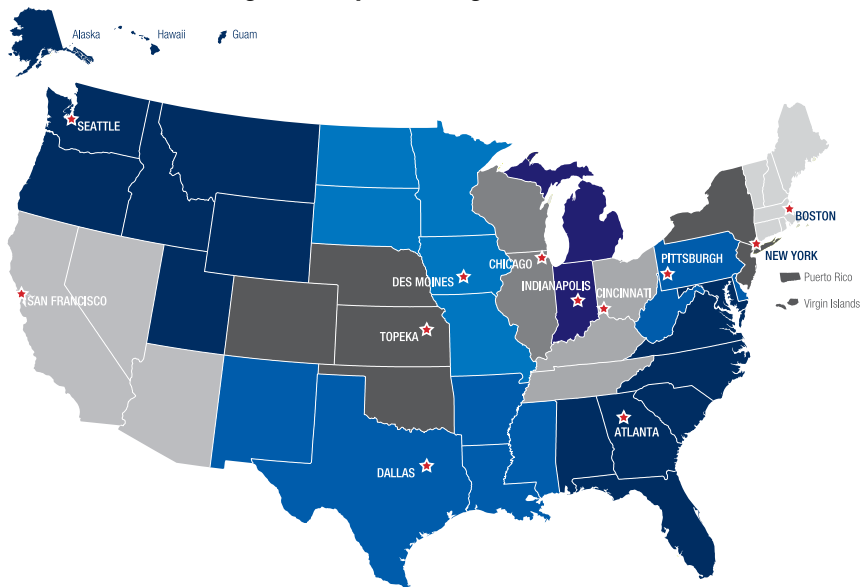 Alaska
Hawaii
Guam
SEATTLE
BOSTON
NEW YORK
PITTSBURGH
CHICAGO
DES MOINES
INDIANAPOLIS
CINCINNATI
Puerto Rico
SAN FRANCISCO
Virgin Islands
TOPEKA
ATLANTA
DALLAS